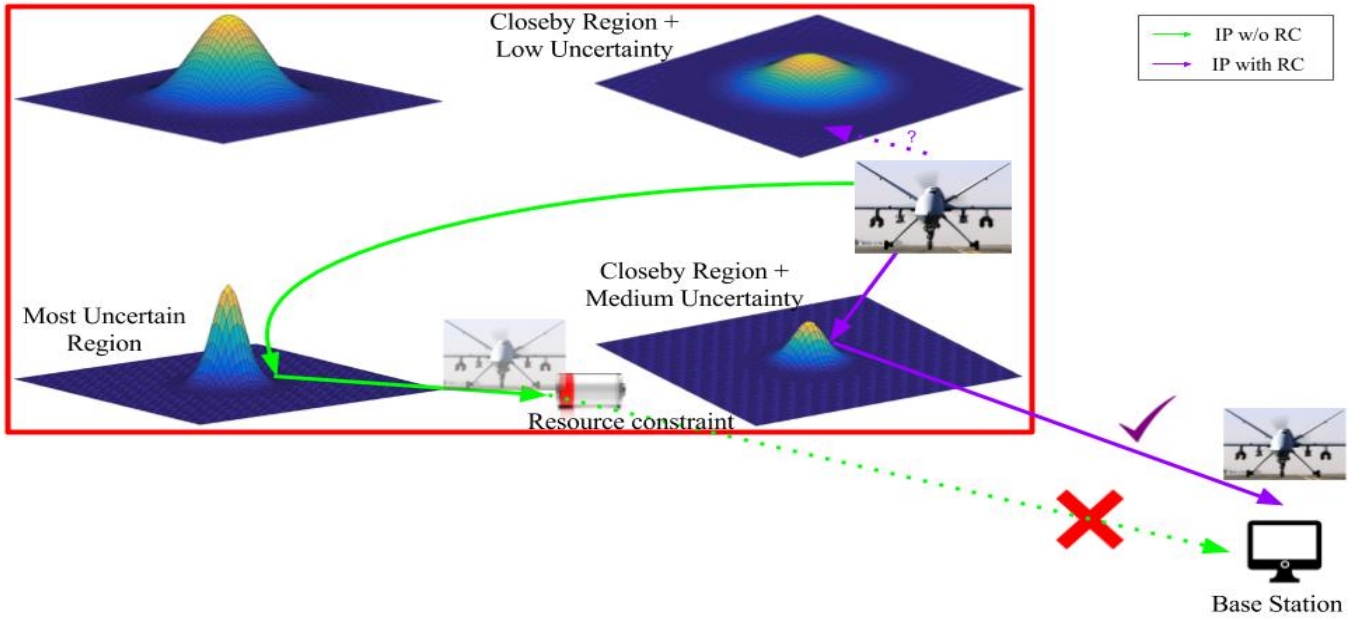 Closeby Region +
Low Uncertainty
IP w/o RC
IP with RC
?
Closeby Region +
Medium Uncertainty
Most Uncertain
Region
Resource constraint
Base Station